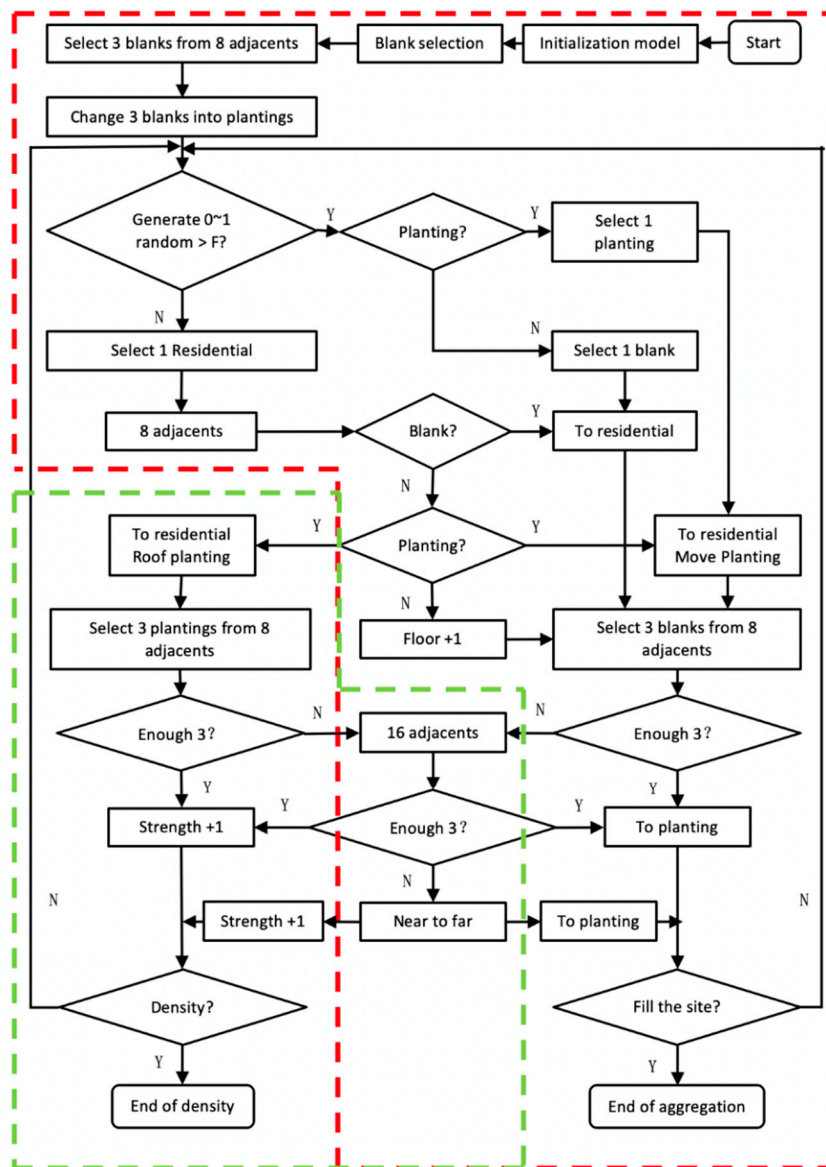 Select 3 blanks from 8 adjacents
Blank selection
Initialization model
Start
Change 3 blanks into plantings
Generate 0~1
random > F?
Y
Planting?
Y
Select 1
planting
N
N
Select 1 Residential
Select 1 blank
8 adjacents
Blank?
Y
To residential
N
To residential
Roof planting
Y
Planting?
Y
To residential
Move Planting
N
Select 3 plantings from 8
adjacents
Floor +1
Select 3 blanks from 8
adjacents
Enough 3?
N
16 adjacents
N
Enough 3?
Y
Y
Strength +1
Y
Enough 3?
Y
To planting
N
N
N
Strength +1
Near to far
To planting
Density?
Fill the site?
Y
Y
End of density
End of aggregation